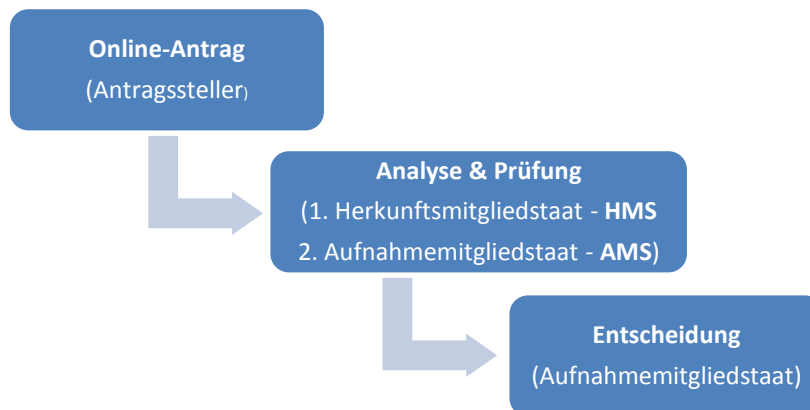 Online-Antrag
(Antragssteller)
Analyse & Prüfung
(1. Herkunftsmitgliedstaat - HMS
2. Aufnahmemitgliedstaat - AMS)
Entscheidung
(Aufnahmemitgliedstaat)